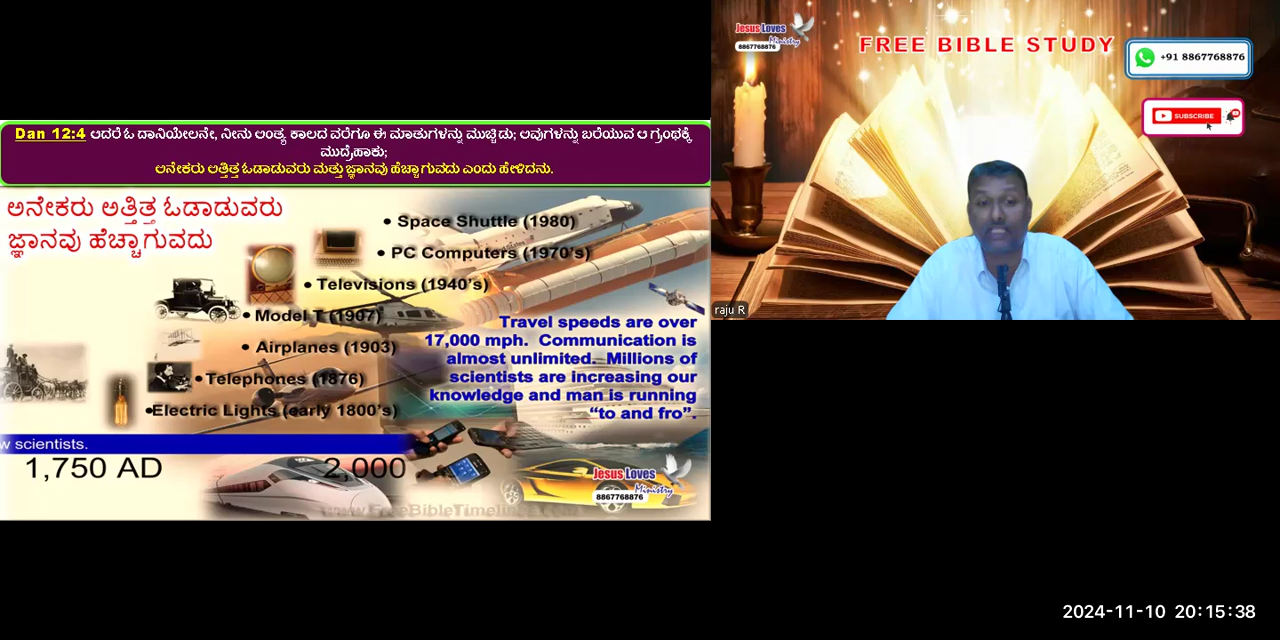 Dan 12:4 ಆದರೆ ಓ ದಾನಿಯೇಲನೇ, ನೀನು ಅಂತ್ಯ ಕಾಲದ ವರೆಗೂ ಈ ಮಾತುಗಳನ್ನು ಮುಚ್ಚಿಡು; ಅವುಗಳನ್ನು ಬರೆಯುವ ಆ ಗ್ರಂಥಕ್ಕೆ
ಮುದ್ರೆಹಾಕು;
ಅನೇಕರು ಅತ್ತಿತ್ತ ಓಡಾಡುವರು ಮತ್ತು ಜ್ಞಾನವು ಹೆಚ್ಚಾಗುವದು ಎಂದು ಹೇಳಿದನು.
ಅನೇಕರು ಅತ್ತಿತ್ತ ಓಡಾಡುವರು
ಜ್ಞಾನವು ಹೆಚ್ಚಾಗುವದು
• Space Shuttle (1980)
• PC Computers (1970's)
• Televisions (1940's)
• Model T (1907)
• Airplanes (1903)
• Telephones (1876)
•Electric Lights (early 1800's)
Travel speeds are over
17,000 mph. Communication is
almost unlimited. Millions of
scientists are increasing our
knowledge and man is running
“to and fro”.
w scientists.
1,750 AD
2,000
Jesus Loves
Ministry
8867768876
Jesus Loves
Ministry
8867768876
FREE BIBLE STUDY
+91 8867768876
SUBSCRIBE
raju R
2024-11-10 20:15:38